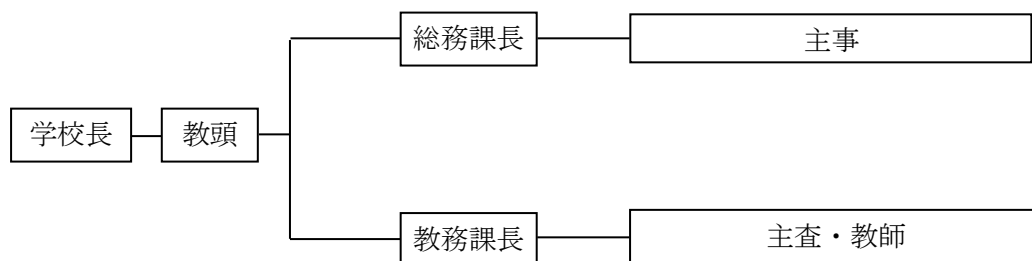 総務課長
主事
学校長
教頭
教務課長
主査・教師